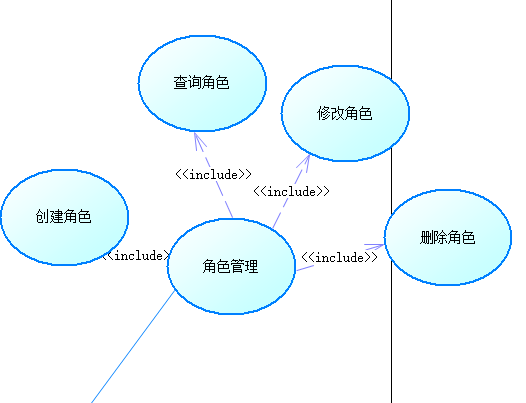 查询角色
修改角色
<<include>>
<<include>>
创建角色
删除角色
<<include>
角色管理
<<include>>